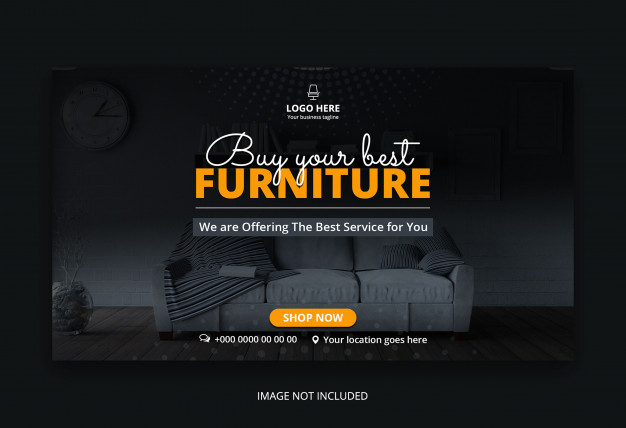 LOGO HERE
Your business tagline
Buy your best
FURNITURE
We are Offering The Best Service for You
SHOP NOW
+000 0000 00 00 00 Your location goes here
IMAGE NOT INCLUDED